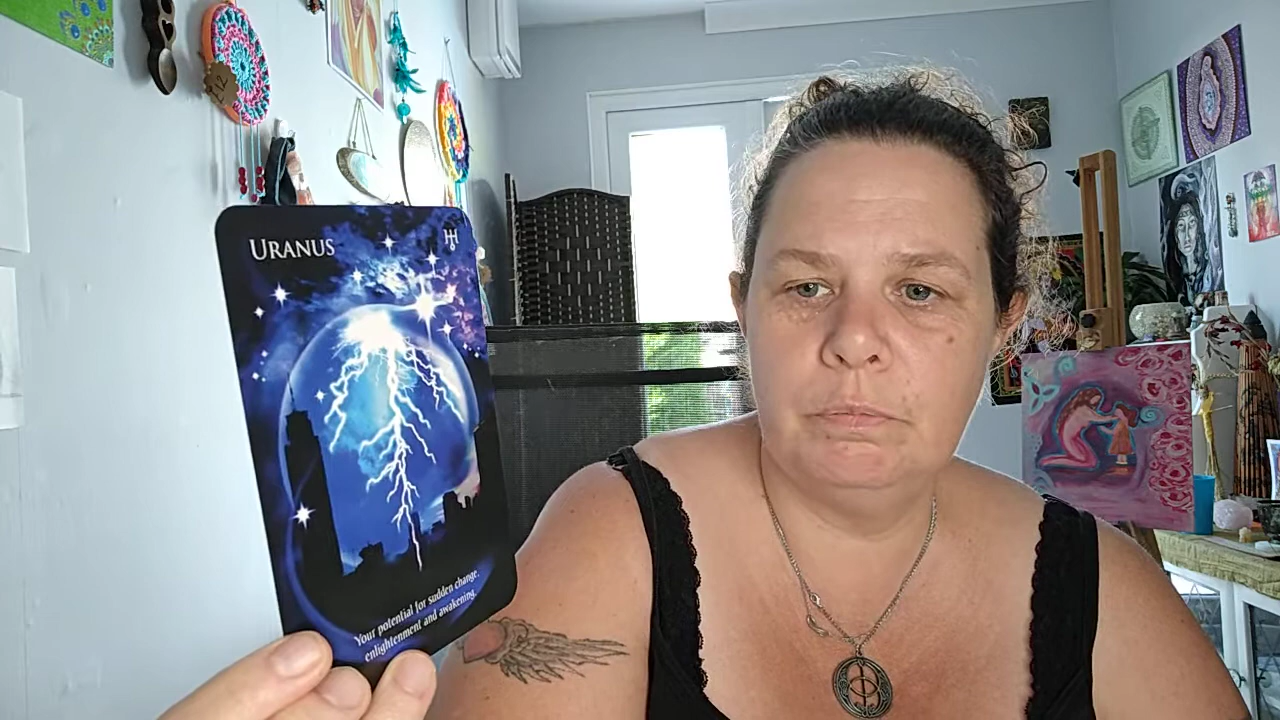 URANUS
Your potential for sudden change,
enlightenment and awakening.